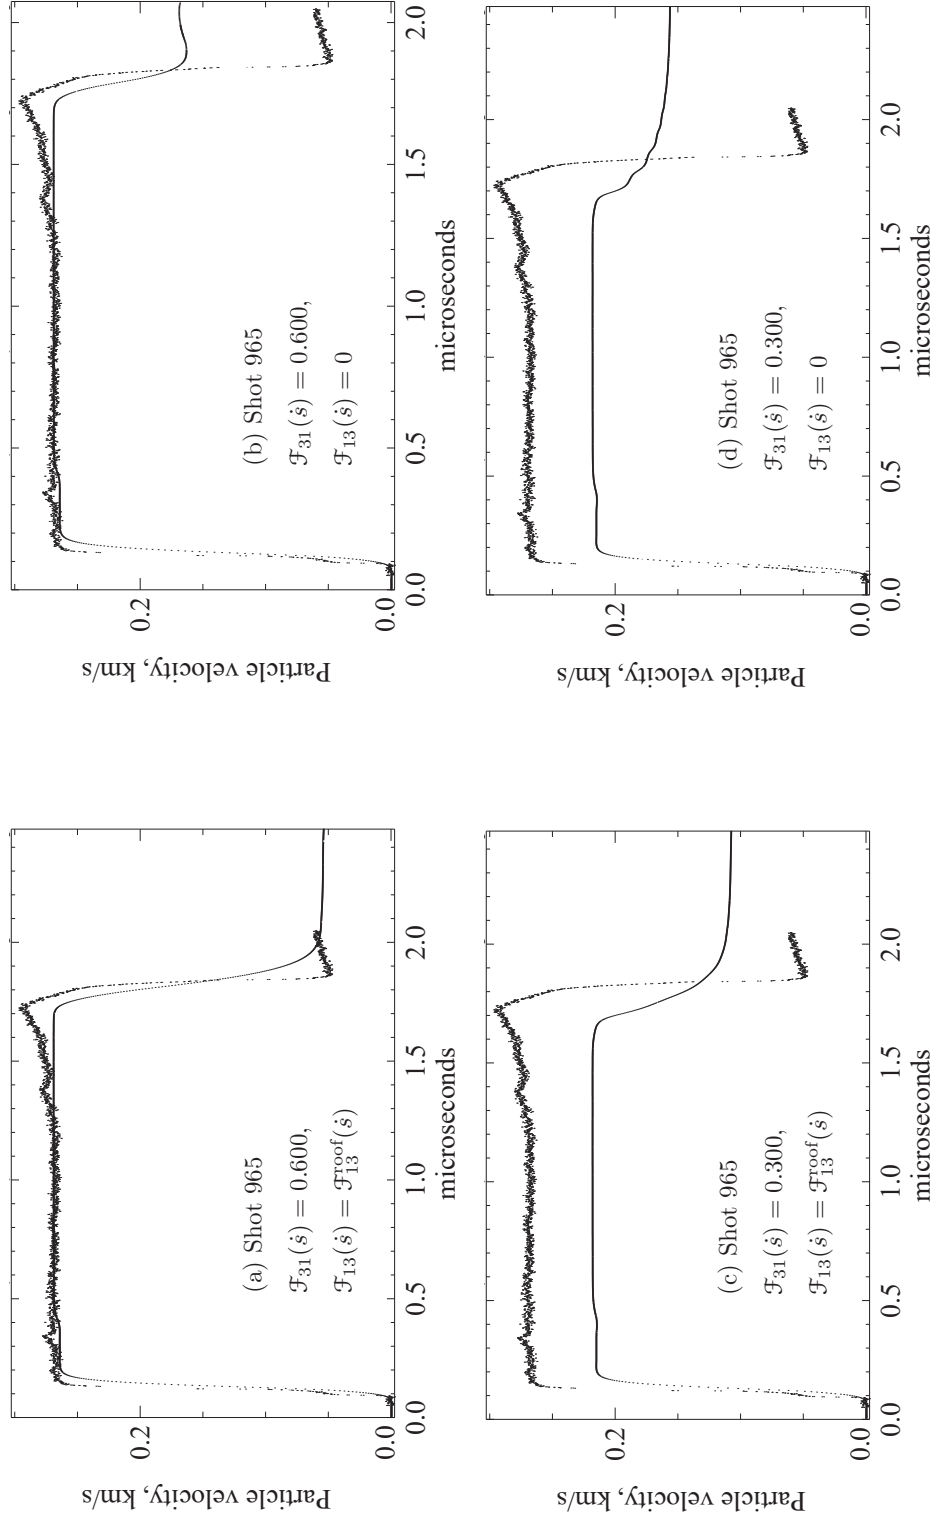 Particle velocity, km/s
0.2
0.0
(a) Shot 965
ℱ₃₁(ṡ) = 0.600,
ℱ₁₃(ṡ) = ℱ₁₃ʳᵒᵒᶠ(ṡ)
0.0 0.5 1.0 1.5 2.0
microseconds
Particle velocity, km/s
0.2
0.0
(b) Shot 965
ℱ₃₁(ṡ) = 0.600,
ℱ₁₃(ṡ) = 0
0.0 0.5 1.0 1.5 2.0
microseconds
Particle velocity, km/s
0.2
0.0
(c) Shot 965
ℱ₃₁(ṡ) = 0.300,
ℱ₁₃(ṡ) = ℱ₁₃ʳᵒᵒᶠ(ṡ)
0.0 0.5 1.0 1.5 2.0
microseconds
Particle velocity, km/s
0.2
0.0
(d) Shot 965
ℱ₃₁(ṡ) = 0.300,
ℱ₁₃(ṡ) = 0
0.0 0.5 1.0 1.5 2.0
microseconds